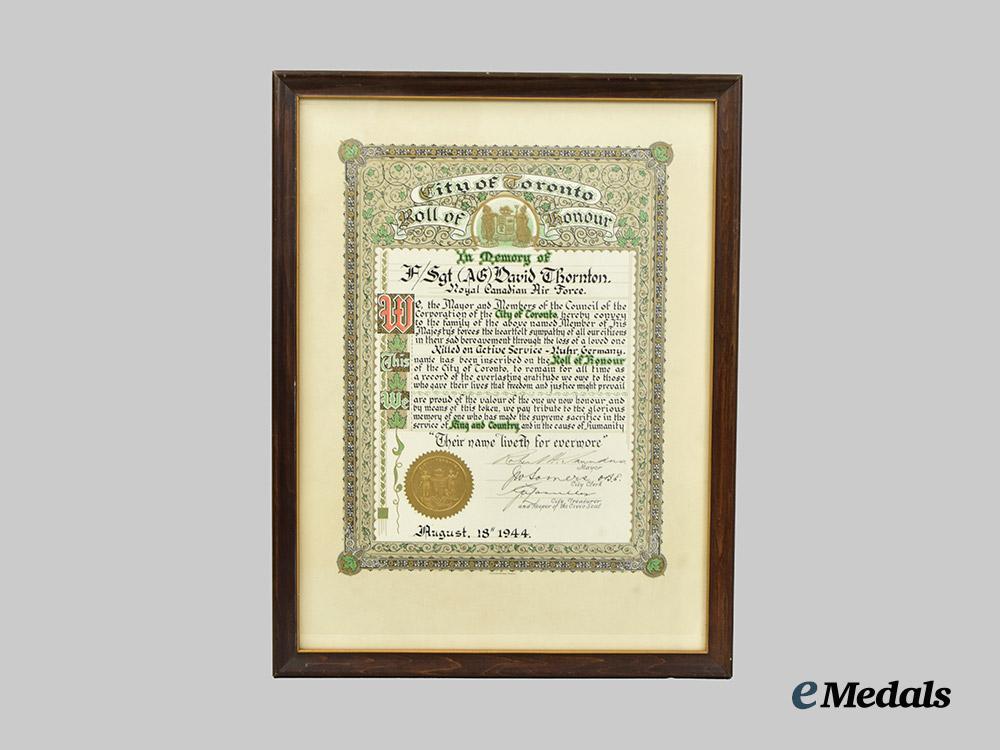 City of Toronto
Roll of Honour
In Memory of
F/Sgt (AG) David Thornton.
Royal Canadian Air Force.
We, the Mayor and Members of the Council of the
Corporation of the City of Toronto, hereby convey
to the family of the above named Member of His
Majesty's forces the heartfelt sympathy of all our citizens
in their sad bereavement through the loss of a loved one
Killed on Active Service - Ruhr, Germany.
This name has been inscribed on the Roll of Honour
of the City of Toronto, to remain for all time as
a record of the everlasting gratitude we owe to those
who gave their lives that freedom and justice might prevail
We are proud of the valour of the one we now honour and
by means of this token, we pay tribute to the glorious
memory of one who has made the supreme sacrifice in the
service of King and Country and in the cause of humanity
"Their name liveth for evermore"
Robert H. Saunders
Mayor
City Clerk
City Treasurer
and Keeper of the Civic Seal
August, 18" 1944.
eMedals